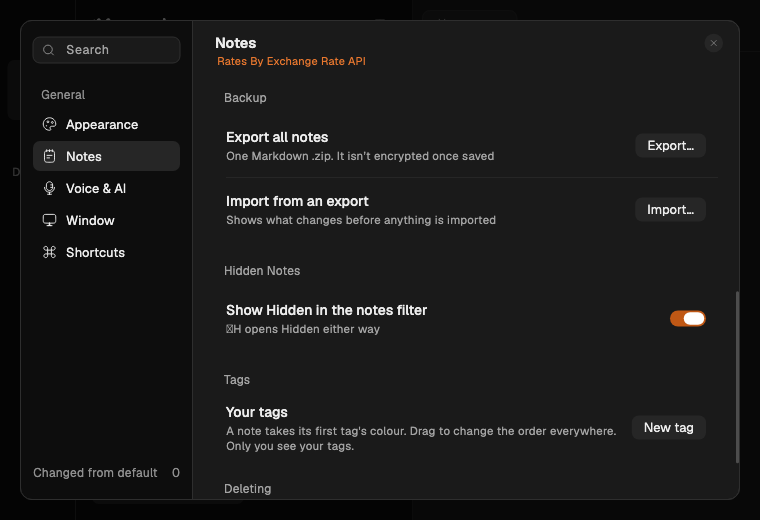 Search
General
Appearance
Notes
Voice & AI
Window
Shortcuts
Changed from default 0
Notes
Rates By Exchange Rate API
Backup
Export all notes
One Markdown .zip. It isn't encrypted once saved
Export...
Import from an export
Shows what changes before anything is imported
Import...
Hidden Notes
Show Hidden in the notes filter
H opens Hidden either way
Tags
Your tags
A note takes its first tag's colour. Drag to change the order everywhere.
Only you see your tags.
New tag
Deleting